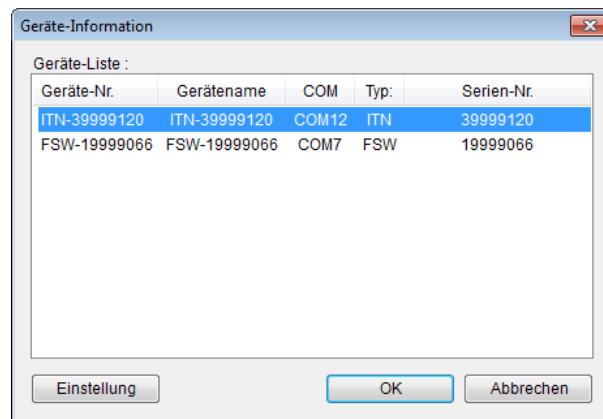 Geräte-Information
Geräte-Liste :
Geräte-Nr. Gerätename COM Typ: Serien-Nr.
ITN-39999120 ITN-39999120 COM12 ITN 39999120
FSW-19999066 FSW-19999066 COM7 FSW 19999066
Einstellung OK Abbrechen